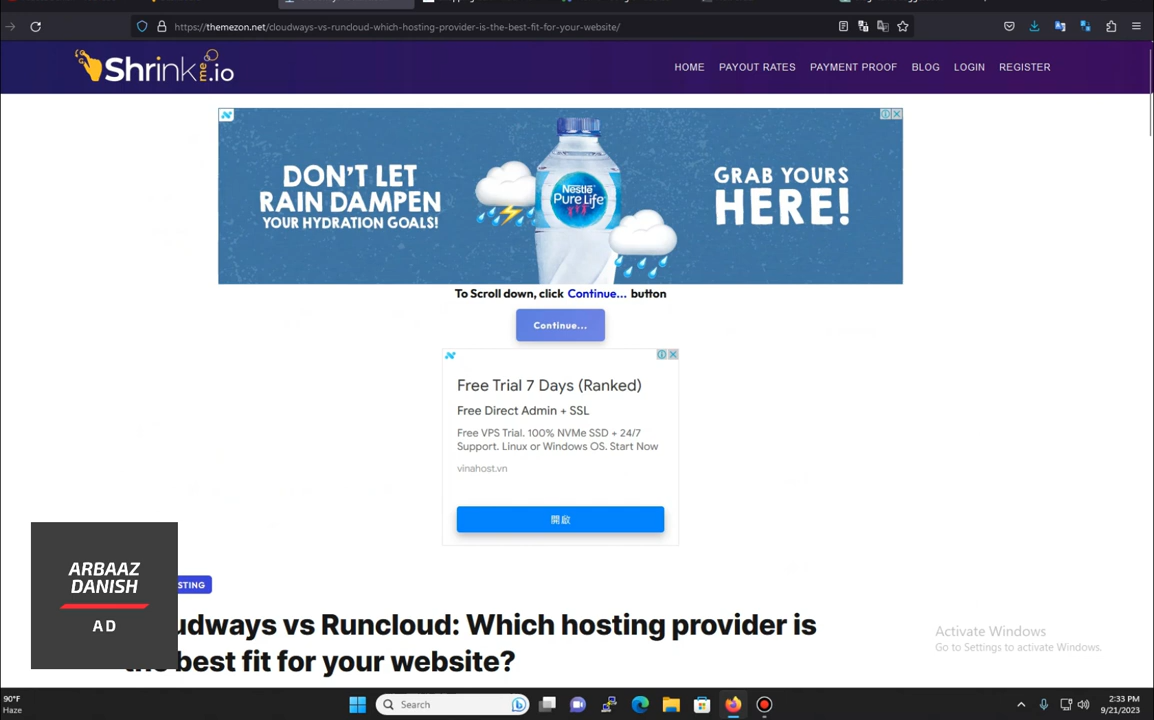 https://themezon.net/cloudways-vs-runcloud-which-hosting-provider-is-the-best-fit-for-your-website/
Shrinkme.io
HOME PAYOUT RATES PAYMENT PROOF BLOG LOGIN REGISTER
DON'T LET
RAIN DAMPEN
YOUR HYDRATION GOALS!
Nestlé
Pure Life
GRAB YOURS
HERE!
To Scroll down, click Continue... button
Continue...
Free Trial 7 Days (Ranked)
Free Direct Admin + SSL
Free VPS Trial. 100% NVMe SSD + 24/7
Support. Linux or Windows OS. Start Now
vinahost.vn
開啟
ARBAAZ
DANISH
AD
STING
udways vs Runcloud: Which hosting provider is
the best fit for your website?
Activate Windows
Go to Settings to activate Windows.
90°F
Haze
Search
2:33 PM
9/21/2023